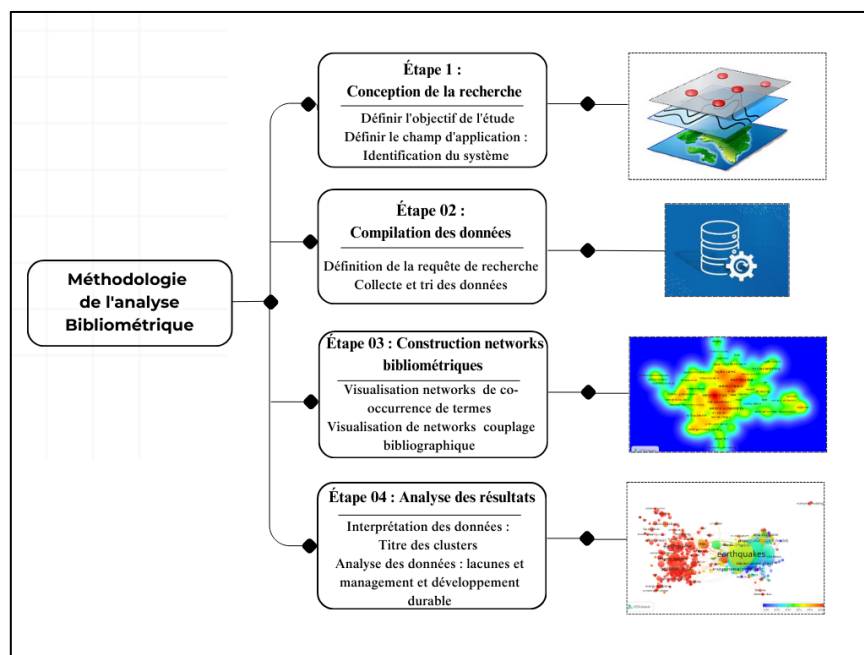 Méthodologie
de l'analyse
Bibliométrique
Étape 1 :
Conception de la recherche
Définir l'objectif de l'étude
Définir le champ d'application :
Identification du système
Étape 02 :
Compilation des données
Définition de la requête de recherche
Collecte et tri des données
Étape 03 : Construction networks
bibliométriques
Visualisation networks de co-
occurrence de termes
Visualisation de networks couplage
bibliographique
Étape 04 : Analyse des résultats
Interprétation des données :
Titre des clusters
Analyse des données : lacunes et
management et développement
durable
earthquakes